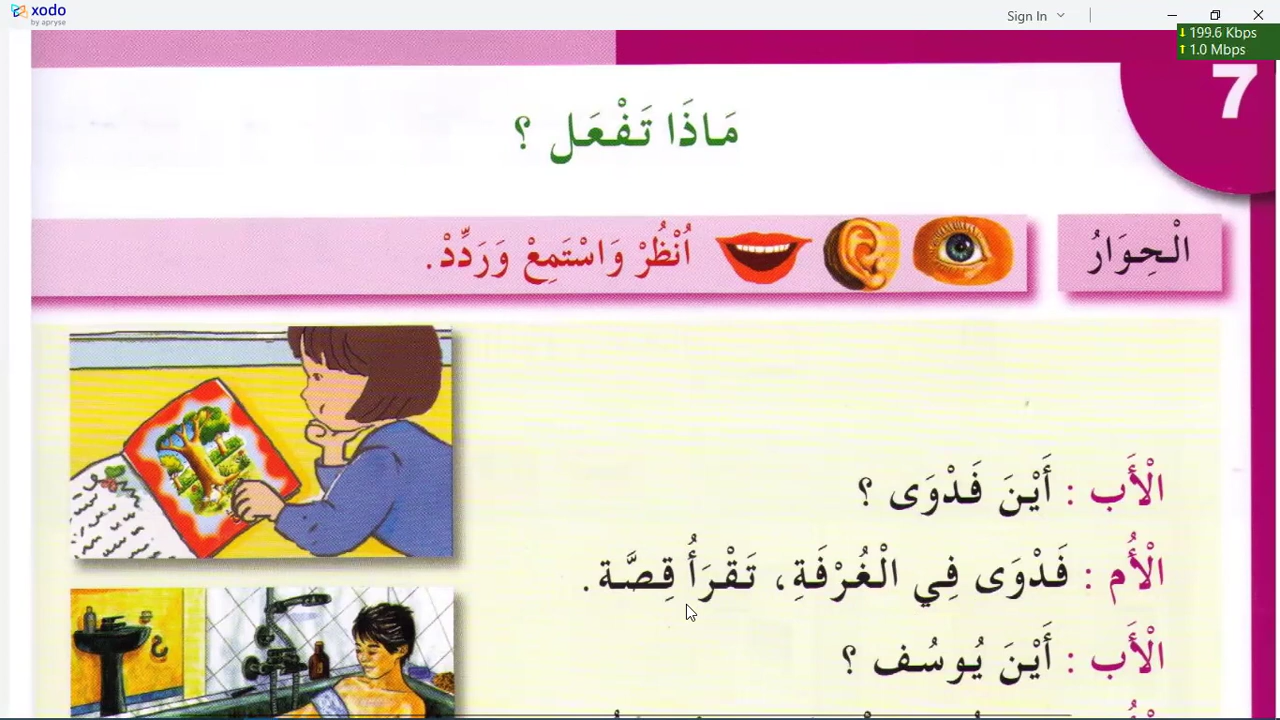 xodo
by apryse
Sign In
199.6 Kbps
1.0 Mbps
7
مَاذَا تَفْعَل ؟
الْحِوَارُ
اُنْظُرْ وَاسْتَمِعْ وَرَدِّدْ.
الْأَب : أَيْنَ فَدْوَى ؟
الْأُم : فَدْوَى فِي الْغُرْفَةِ، تَقْرَأُ قِصَّة .
الْأَب : أَيْنَ يُوسُف ؟